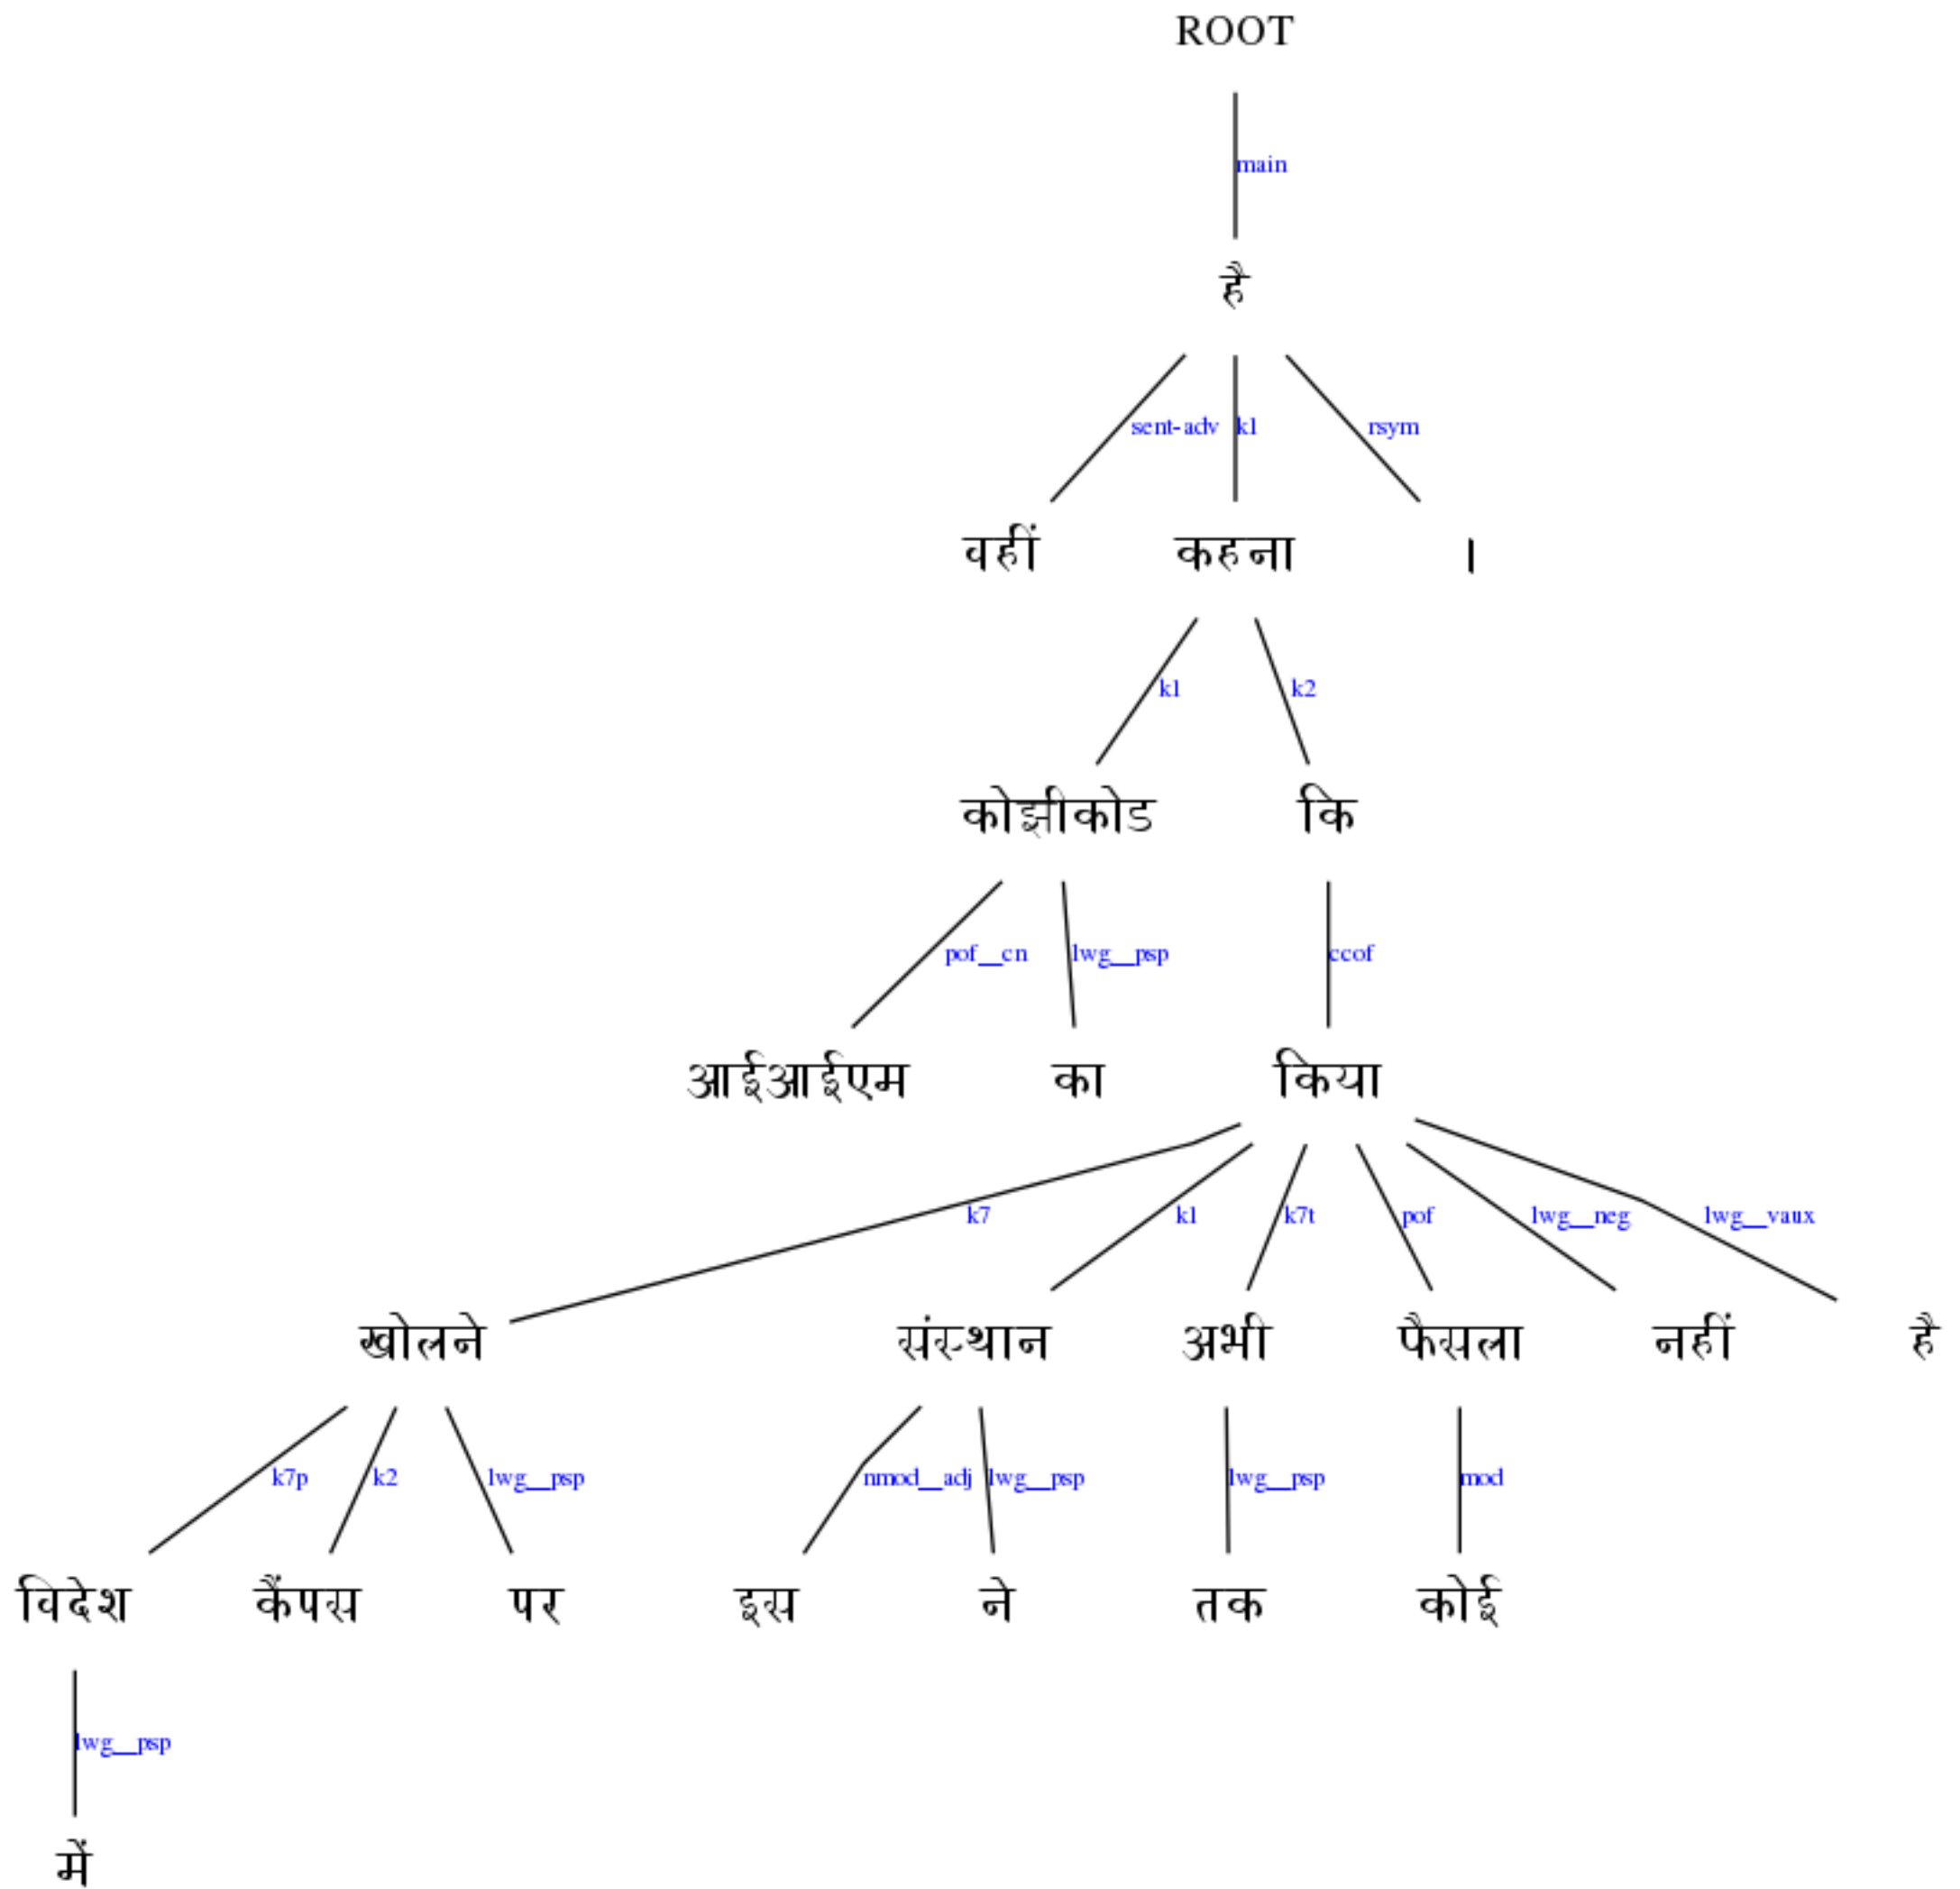 ROOT
main
है
sent-adv k1 rsym
वहीं कहना ।
k1 k2
कोझीकोड कि
pof__cn lwg__psp ccof
आईआईएम का किया
k7 k1 k7t pof lwg__neg lwg__vaux
खोलने संस्थान अभी फैसला नहीं है
k7p k2 lwg__psp nmod__adj lwg__psp lwg__psp mod
विदेश कैंपस पर इस ने तक कोई
lwg__psp
में